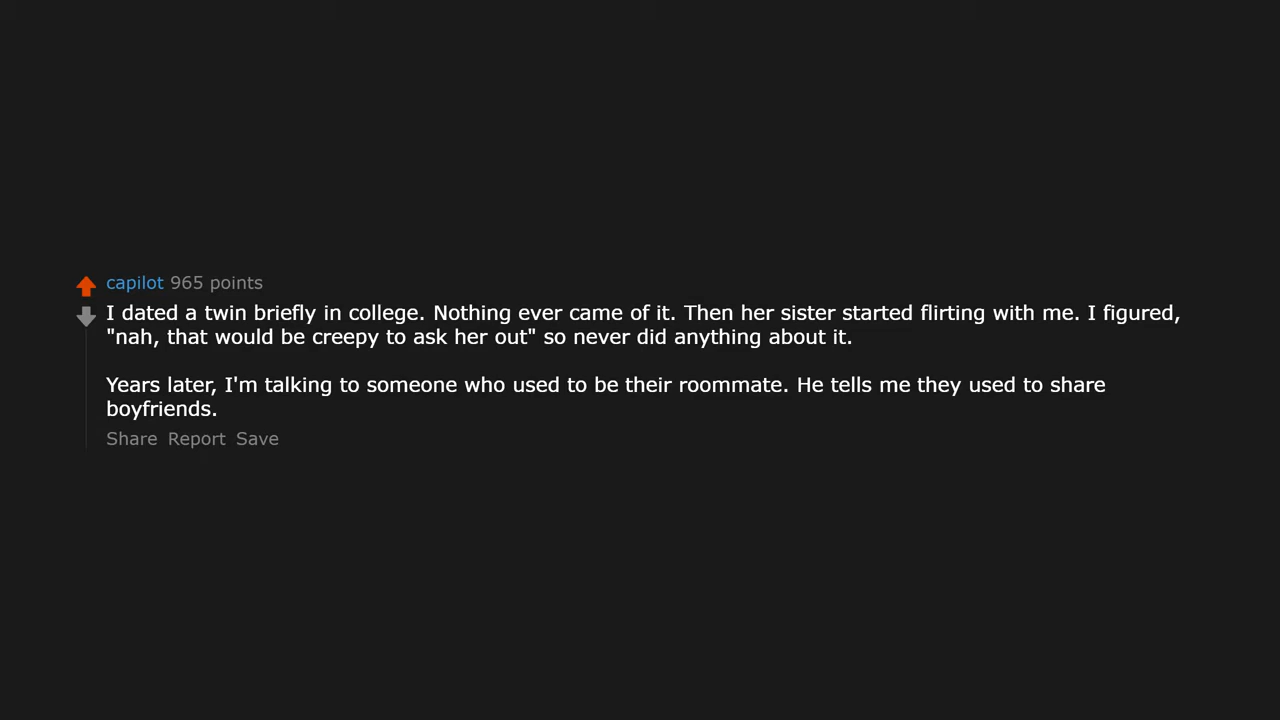 capilot 965 points
I dated a twin briefly in college. Nothing ever came of it. Then her sister started flirting with me. I figured,
"nah, that would be creepy to ask her out" so never did anything about it.
Years later, I'm talking to someone who used to be their roommate. He tells me they used to share
boyfriends.
Share Report Save